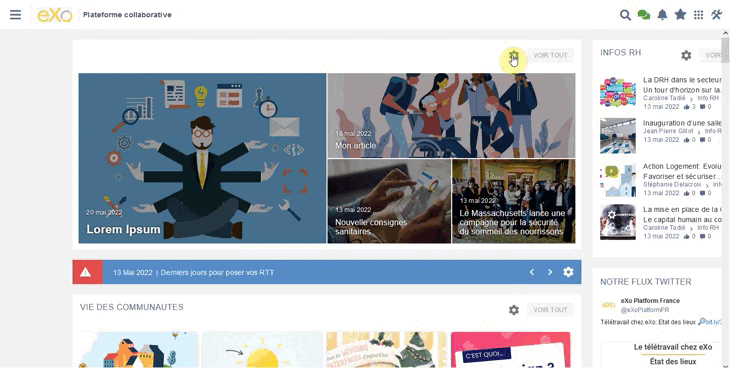 eXo
Plateforme collaborative
VOIR TOUT
18 mai 2022
Mon article
20 mai 2022
Lorem Ipsum
13 mai 2022
Nouvelle consignes
sanitaires
13 mai 2022
Le Massachusetts lance une
campagne pour la sécurité
du sommeil des nourrissons
13 Mai 2022 | Derniers jours pour poser vos RTT
VIE DES COMMUNAUTES
VOIR TOUT
C'EST QUOI...
INFOS RH
VOIR
La DRH dans le secteur
Un tour d'horizon sur la...
Caroline Tadié > Info RH
13 mai 2022 3 0
Inauguration d'une salle
Jean Pierre Gillot > Info R
13 mai 2022 0 0
Action Logement: Evolu
Favoriser et sécuriser...
Stéphanie Delacroix > Inf
13 mai 2022 0 0
La mise en place de la
Le capital humain au co
Caroline Tadié > Info RH
13 mai 2022 0 0
NOTRE FLUX TWITTER
eXo
eXo Platform France
@eXoPlatformFR
Télétravail chez eXo: Etat des lieux bit.ly/
Le télétravail chez eXo
État des lieux